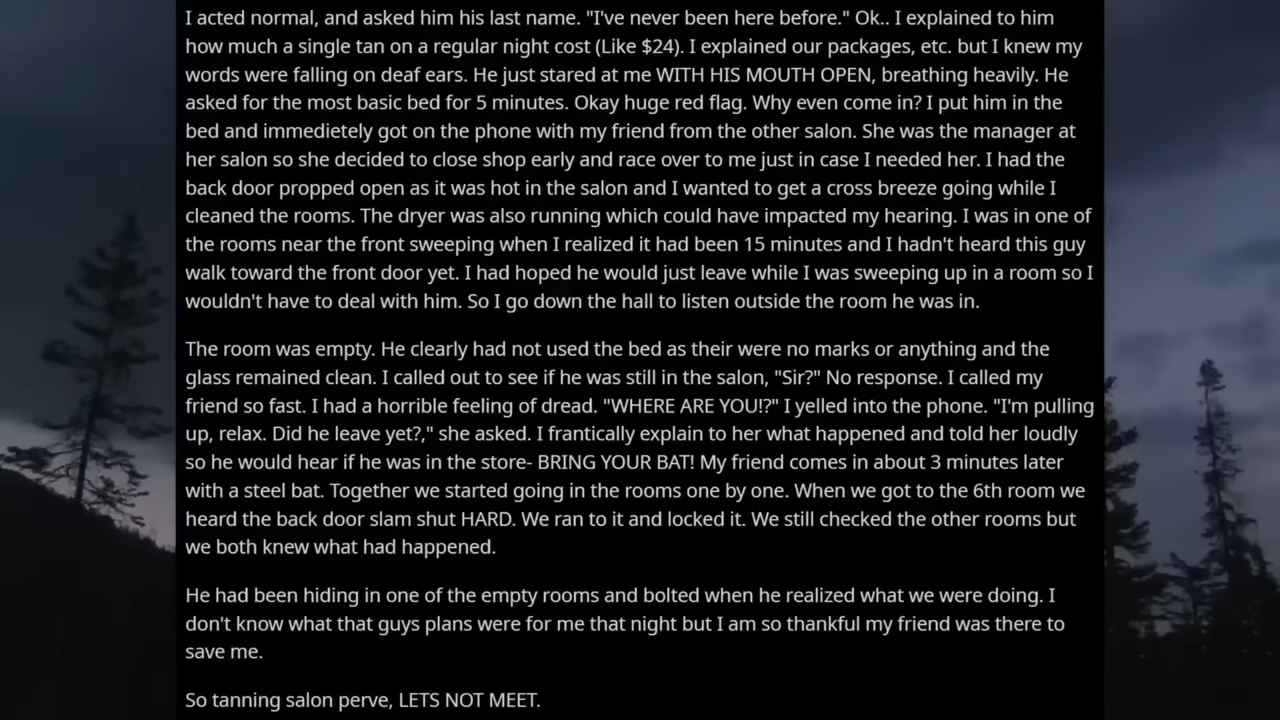 I acted normal, and asked him his last name. "I've never been here before." Ok.. I explained to him
how much a single tan on a regular night cost (Like $24). I explained our packages, etc. but I knew my
words were falling on deaf ears. He just stared at me WITH HIS MOUTH OPEN, breathing heavily. He
asked for the most basic bed for 5 minutes. Okay huge red flag. Why even come in? I put him in the
bed and immedietely got on the phone with my friend from the other salon. She was the manager at
her salon so she decided to close shop early and race over to me just in case I needed her. I had the
back door propped open as it was hot in the salon and I wanted to get a cross breeze going while I
cleaned the rooms. The dryer was also running which could have impacted my hearing. I was in one of
the rooms near the front sweeping when I realized it had been 15 minutes and I hadn't heard this guy
walk toward the front door yet. I had hoped he would just leave while I was sweeping up in a room so I
wouldn't have to deal with him. So I go down the hall to listen outside the room he was in.
The room was empty. He clearly had not used the bed as their were no marks or anything and the
glass remained clean. I called out to see if he was still in the salon, "Sir?" No response. I called my
friend so fast. I had a horrible feeling of dread. "WHERE ARE YOU!?" I yelled into the phone. "I'm pulling
up, relax. Did he leave yet?," she asked. I frantically explain to her what happened and told her loudly
so he would hear if he was in the store- BRING YOUR BAT! My friend comes in about 3 minutes later
with a steel bat. Together we started going in the rooms one by one. When we got to the 6th room we
heard the back door slam shut HARD. We ran to it and locked it. We still checked the other rooms but
we both knew what had happened.
He had been hiding in one of the empty rooms and bolted when he realized what we were doing. I
don't know what that guys plans were for me that night but I am so thankful my friend was there to
save me.
So tanning salon perve, LETS NOT MEET.